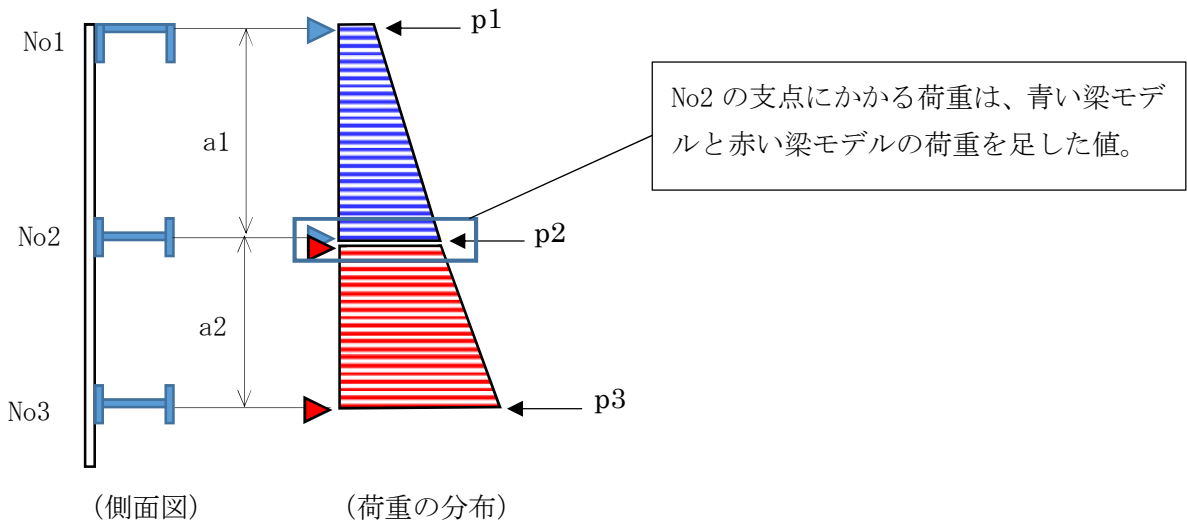 No1
p1
No2 の支点にかかる荷重は、青い梁モデ
ルと赤い梁モデルの荷重を足した値。
a1
No2
p2
a2
No3
p3
（側面図）
（荷重の分布）